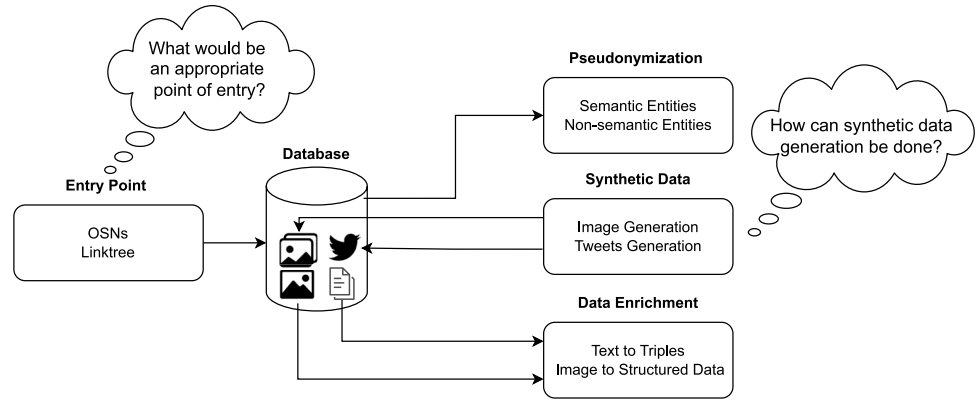 What would be
an appropriate
point of entry?
Entry Point
OSNs
Linktree
Database
Pseudonymization
Semantic Entities
Non-semantic Entities
Synthetic Data
Image Generation
Tweets Generation
How can synthetic data
generation be done?
Data Enrichment
Text to Triples
Image to Structured Data